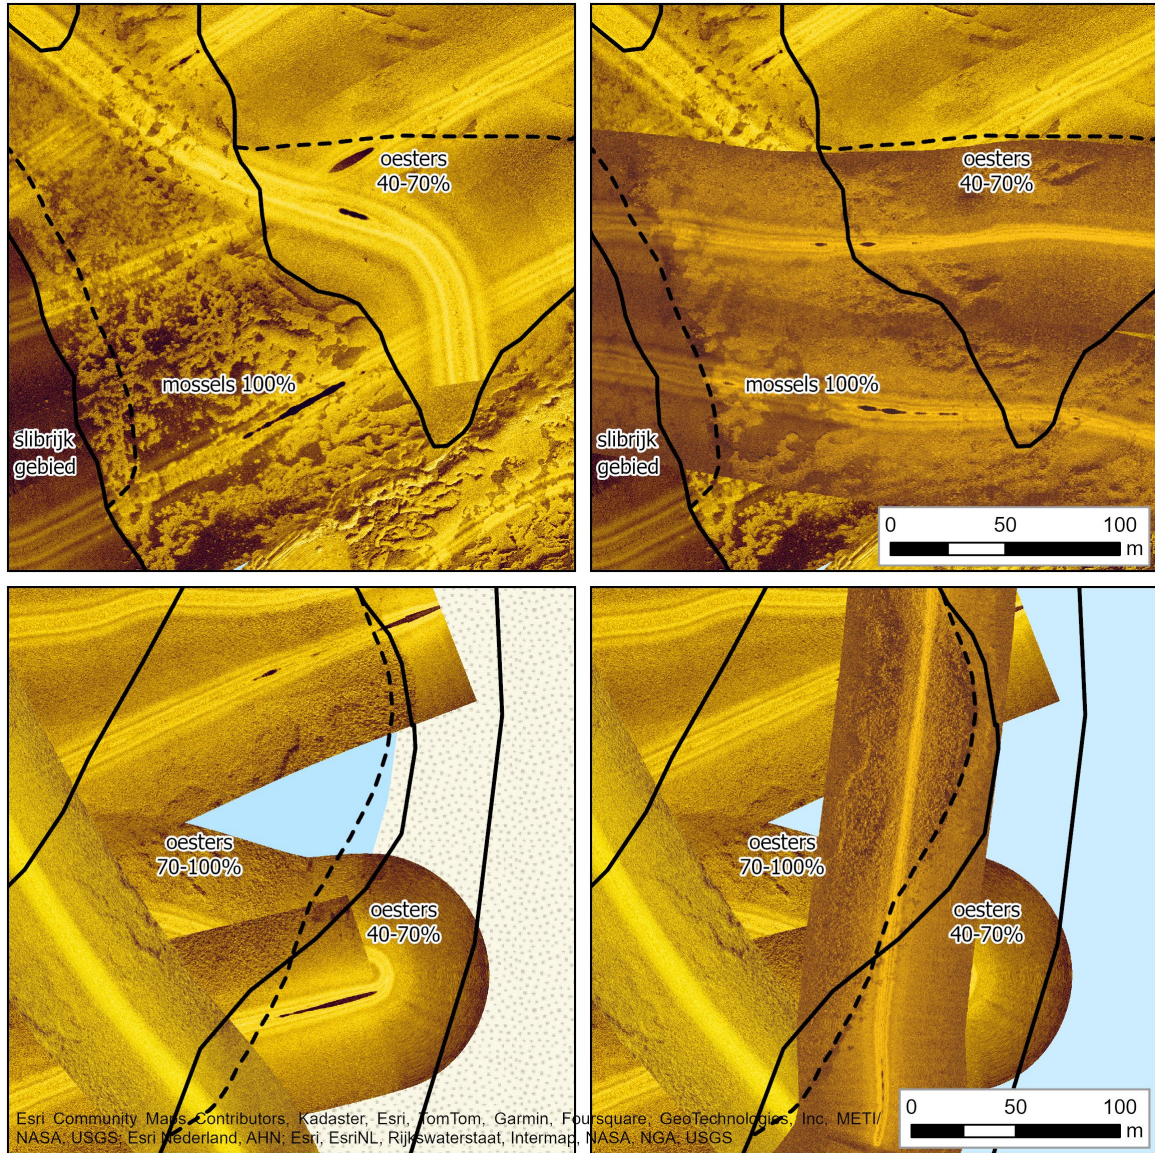 oesters
40-70%
mossels 100%
slibrijk
gebied
oesters
40-70%
mossels 100%
slibrijk
gebied
0 50 100
m
oesters
70-100%
oesters
40-70%
oesters
70-100%
oesters
40-70%
0 50 100
m
Esri Community Maps Contributors, Kadaster, Esri, TomTom, Garmin, Foursquare, GeoTechnologies, Inc, METI/
NASA, USGS; Esri Nederland, AHN; Esri, EsriNL, Rijkswaterstaat, Intermap, NASA, NGA, USGS